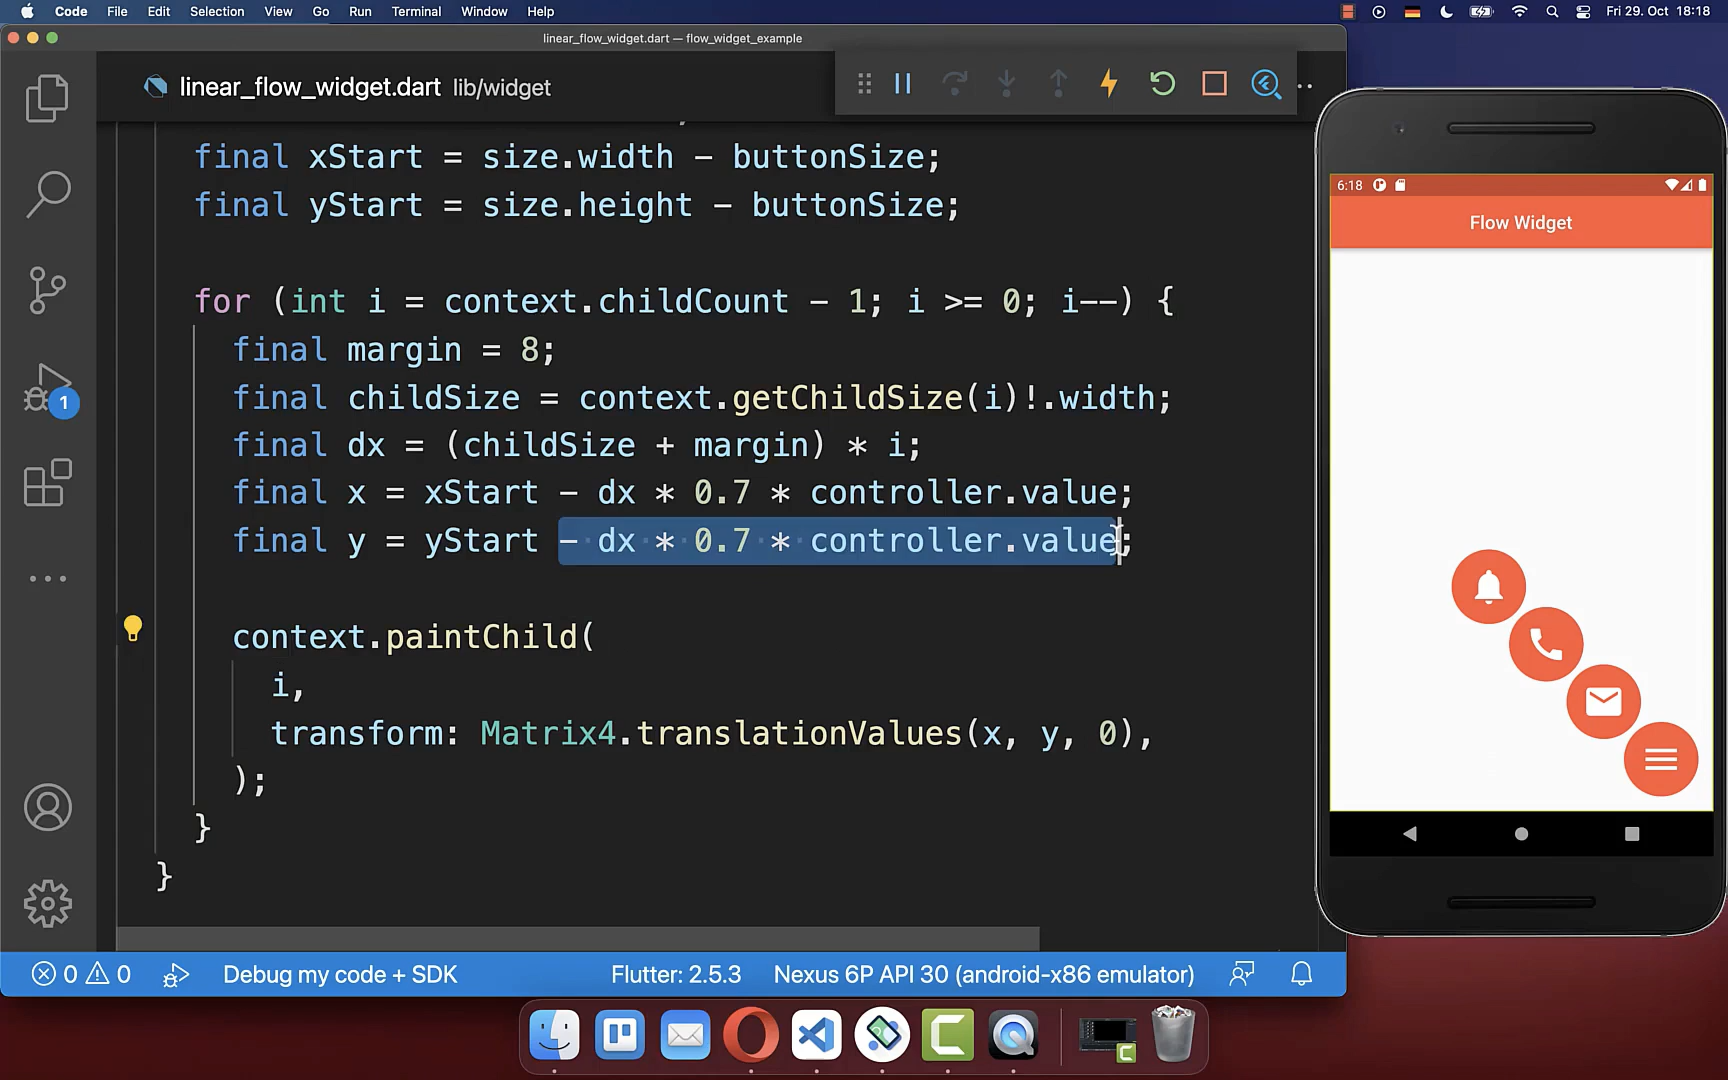 Code File Edit Selection View Go Run Terminal Window Help
Fri 29. Oct 18:18
linear_flow_widget.dart — flow_widget_example
linear_flow_widget.dart lib/widget
final xStart = size.width - buttonSize;
final yStart = size.height - buttonSize;
for (int i = context.childCount - 1; i >= 0; i--) {
final margin = 8;
final childSize = context.getChildSize(i)!.width;
final dx = (childSize + margin) * i;
final x = xStart - dx * 0.7 * controller.value;
final y = yStart - dx * 0.7 * controller.value;
context.paintChild(
i,
transform: Matrix4.translationValues(x, y, 0),
);
}
}
1
0 0 Debug my code + SDK Flutter: 2.5.3 Nexus 6P API 30 (android-x86 emulator)
6:18
Flow Widget